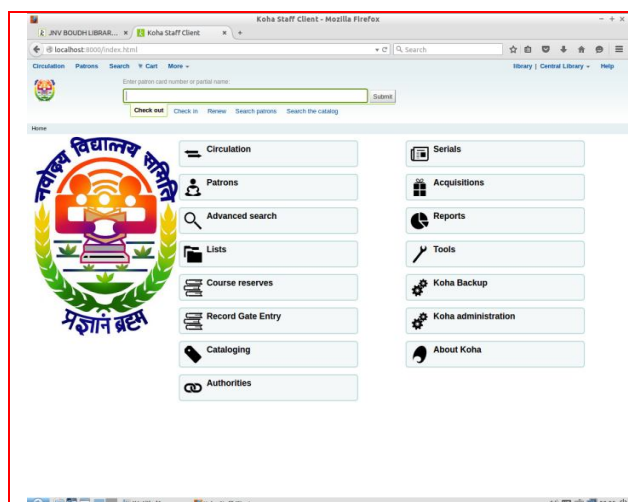 Koha Staff Client - Mozilla Firefox
JNV BOUDH LIBRAR... × Koha Staff Client × +
localhost:8000/index.html Search
Circulation Patrons Search Cart More library | Central Library Help
Enter patron card number or partial name:
Submit
Check out Check in Renew Search patrons Search the catalog
Home
नवोदय विद्यालय समिति
प्रज्ञानं ब्रह्म
Circulation
Patrons
Advanced search
Lists
Course reserves
Record Gate Entry
Cataloging
Authorities
Serials
Acquisitions
Reports
Tools
Koha Backup
Koha administration
About Koha